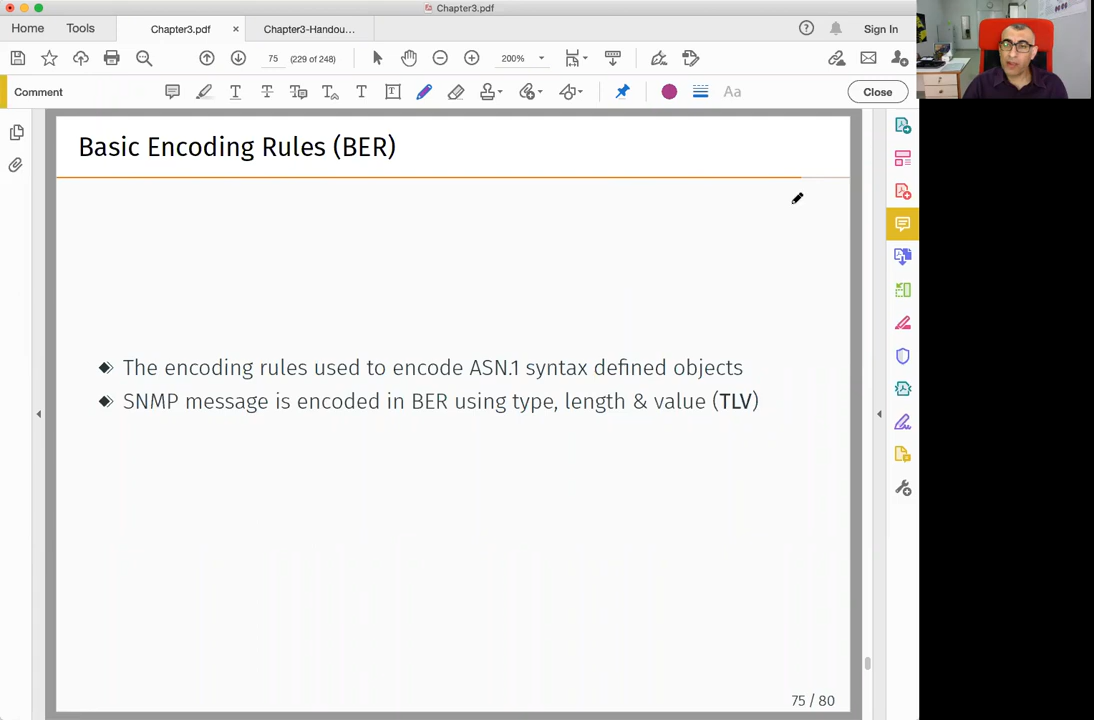 Chapter3.pdf
Home Tools Chapter3.pdf × Chapter3-Handou... Sign In
75 (229 of 248) 200%
Comment Aa Close
Basic Encoding Rules (BER)
The encoding rules used to encode ASN.1 syntax defined objects
SNMP message is encoded in BER using type, length & value (TLV)
75 / 80